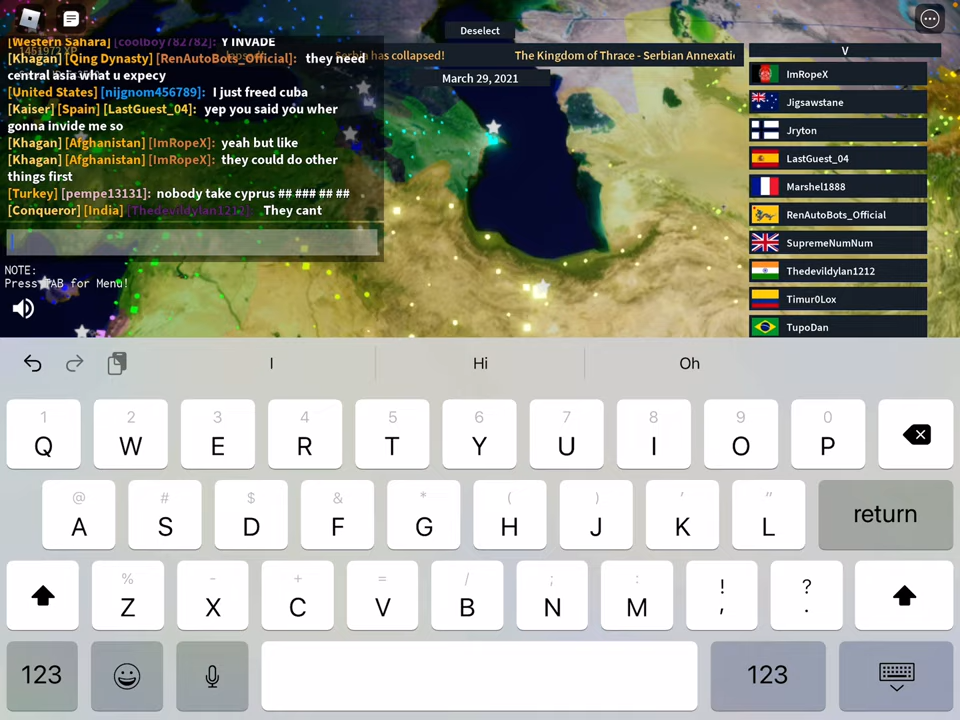 Deselect
[Western Sahara] [coolboy782782]: Y INVADE
[Khagan] [Qing Dynasty] [RenAutoBots_Official]: they need
central asia what u expecy
[United States] [nijgnom456789]: I just freed cuba
[Kaiser] [Spain] [LastGuest_04]: yep you said you wher
gonna invide me so
[Khagan] [Afghanistan] [ImRopeX]: yeah but like
[Khagan] [Afghanistan] [ImRopeX]: they could do other
things first
[Turkey] [pempe13131]: nobody take cyprus ## ### ## ##
[Conqueror] [India] [Thedevildylan1212]: They cant
has collapsed!
The Kingdom of Thrace - Serbian Annexati
March 29, 2021
NOTE:
Press TAB for Menu!
V
ImRopeX
Jigsawstane
Jryton
LastGuest_04
Marshel1888
RenAutoBots_Official
SupremeNumNum
Thedevildylan1212
Timur0Lox
TupoDan
I Hi Oh
1 2 3 4 5 6 7 8 9 0
Q W E R T Y U I O P
@ # $ & * ( ) ' "
A S D F G H J K L return
% - + = / ; : ! ?
Z X C V B N M , .
123 123